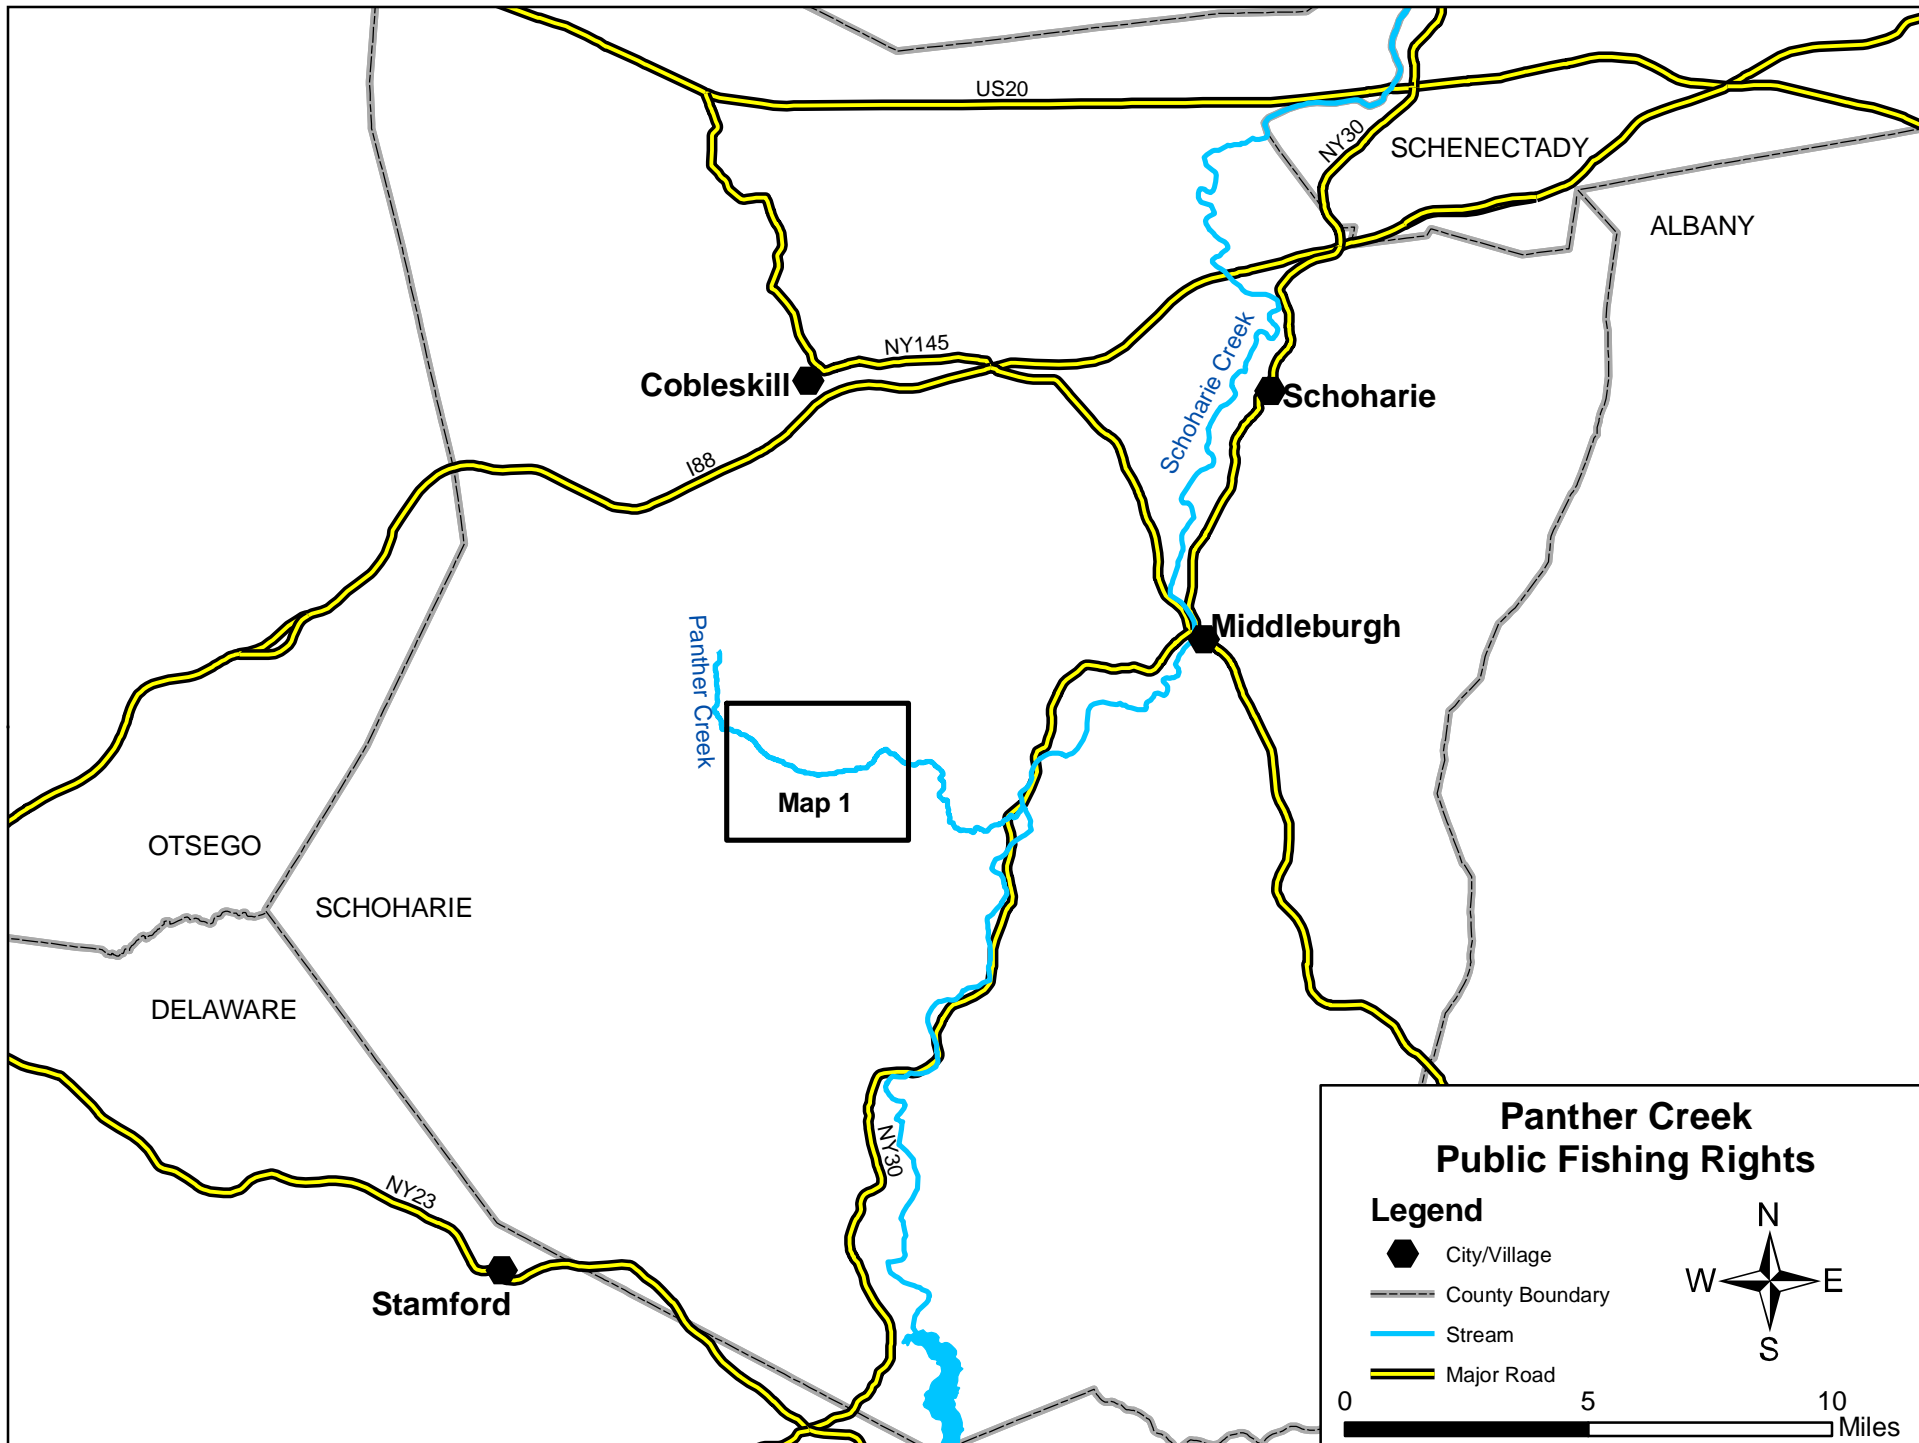 US20
NY30
SCHENECTADY
ALBANY
NY145
Cobleskill
Schoharie Creek
Schoharie
I88
Panther Creek
Middleburgh
Map 1
OTSEGO
SCHOHARIE
DELAWARE
NY30
NY23
Stamford
Panther Creek
Public Fishing Rights
Legend
City/Village
County Boundary
Stream
Major Road
N
W
E
S
0 5 10
Miles